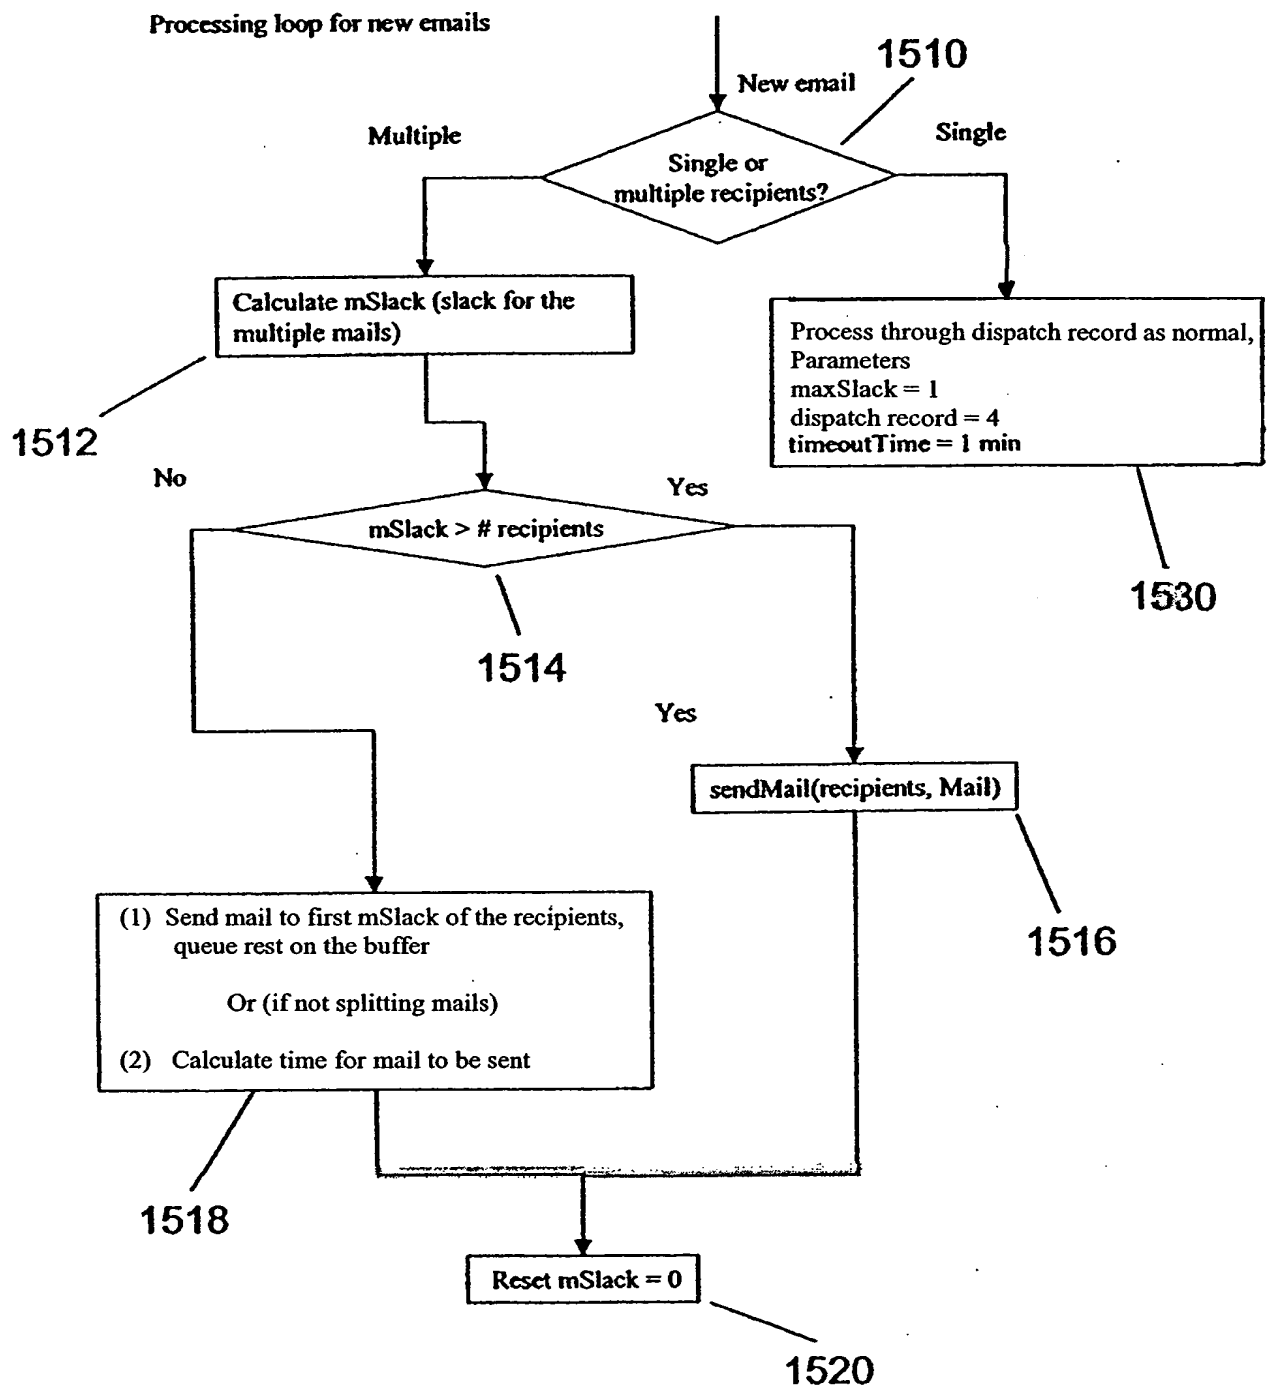 Processing loop for new emails
1510
New email
Multiple
Single
Single or
multiple recipients?
Calculate mSlack (slack for the
multiple mails)
1512
Process through dispatch record as normal,
Parameters
maxSlack = 1
dispatch record = 4
timeoutTime = 1 min
1530
No
Yes
mSlack > # recipients
1514
Yes
sendMail(recipients, Mail)
1516
(1) Send mail to first mSlack of the recipients,
queue rest on the buffer
Or (if not splitting mails)
(2) Calculate time for mail to be sent
1518
Reset mSlack = 0
1520